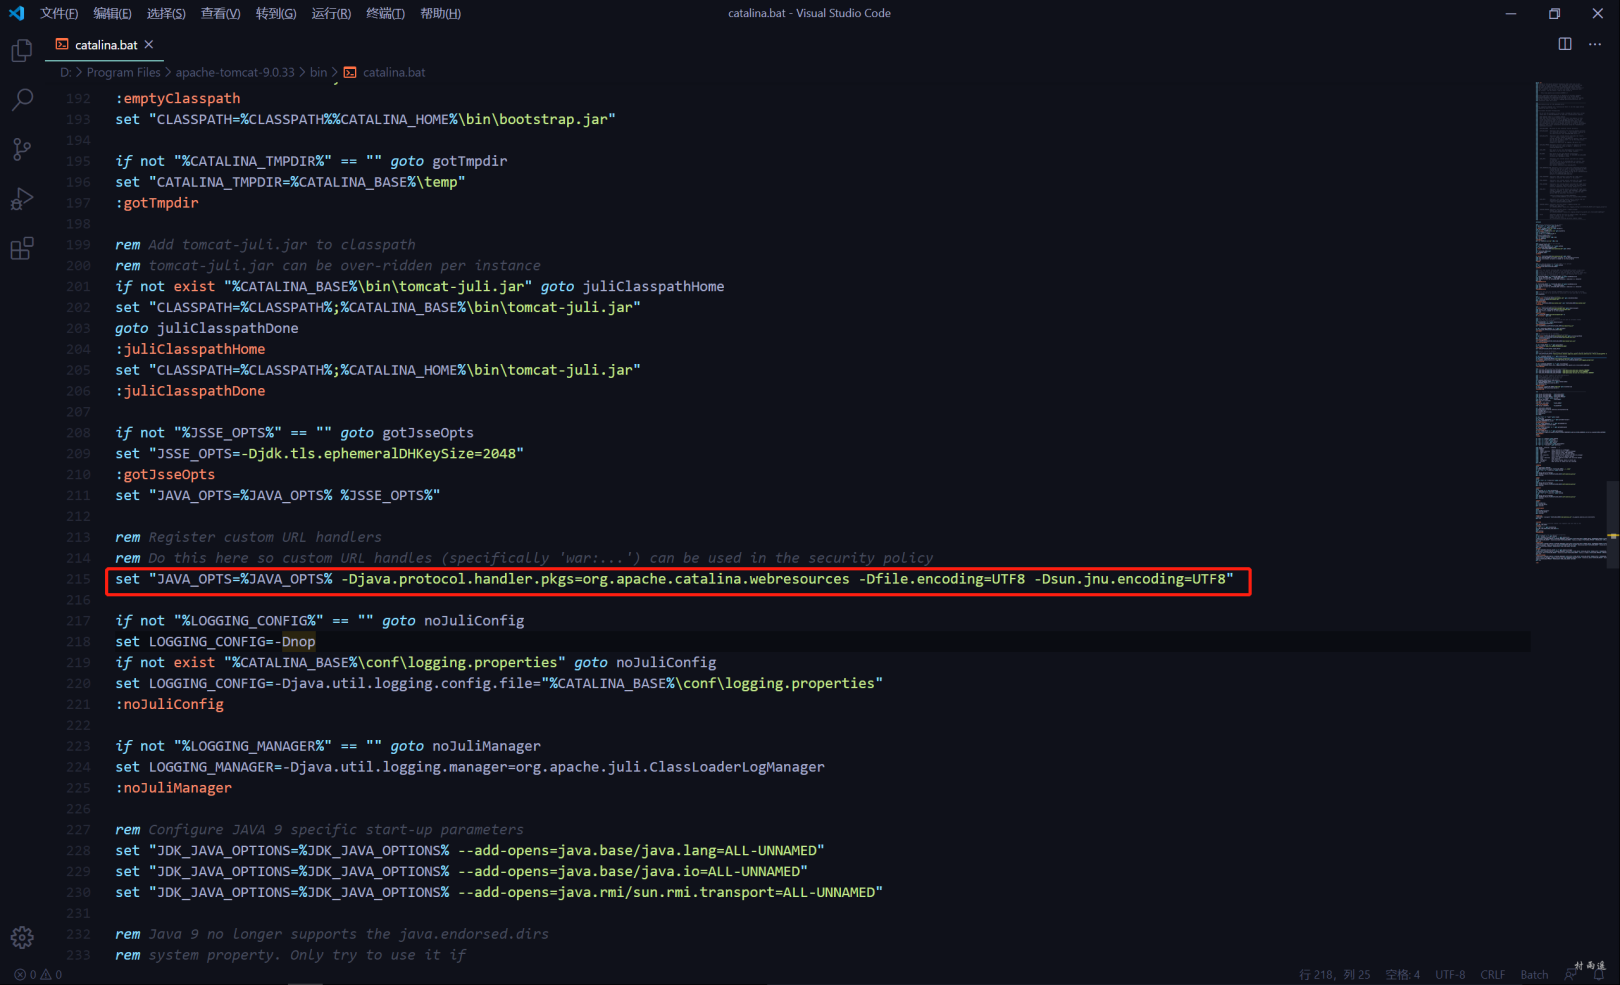 文件(F) 编辑(E) 选择(S) 查看(V) 转到(G) 运行(R) 终端(T) 帮助(H) catalina.bat - Visual Studio Code
catalina.bat
D: > Program Files > apache-tomcat-9.0.33 > bin > catalina.bat
192 :emptyClasspath
193 set "CLASSPATH=%CLASSPATH%%CATALINA_HOME%\bin\bootstrap.jar"
194
195 if not "%CATALINA_TMPDIR%" == "" goto gotTmpdir
196 set "CATALINA_TMPDIR=%CATALINA_BASE%\temp"
197 :gotTmpdir
198
199 rem Add tomcat-juli.jar to classpath
200 rem tomcat-juli.jar can be over-ridden per instance
201 if not exist "%CATALINA_BASE%\bin\tomcat-juli.jar" goto juliClasspathHome
202 set "CLASSPATH=%CLASSPATH%;%CATALINA_BASE%\bin\tomcat-juli.jar"
203 goto juliClasspathDone
204 :juliClasspathHome
205 set "CLASSPATH=%CLASSPATH%;%CATALINA_HOME%\bin\tomcat-juli.jar"
206 :juliClasspathDone
207
208 if not "%JSSE_OPTS%" == "" goto gotJsseOpts
209 set "JSSE_OPTS=-Djdk.tls.ephemeralDHKeySize=2048"
210 :gotJsseOpts
211 set "JAVA_OPTS=%JAVA_OPTS% %JSSE_OPTS%"
212
213 rem Register custom URL handlers
214 rem Do this here so custom URL handles (specifically 'war:...') can be used in the security policy
215 set "JAVA_OPTS=%JAVA_OPTS% -Djava.protocol.handler.pkgs=org.apache.catalina.webresources -Dfile.encoding=UTF8 -Dsun.jnu.encoding=UTF8"
216
217 if not "%LOGGING_CONFIG%" == "" goto noJuliConfig
218 set LOGGING_CONFIG=-Dnop
219 if not exist "%CATALINA_BASE%\conf\logging.properties" goto noJuliConfig
220 set LOGGING_CONFIG=-Djava.util.logging.config.file="%CATALINA_BASE%\conf\logging.properties"
221 :noJuliConfig
222
223 if not "%LOGGING_MANAGER%" == "" goto noJuliManager
224 set LOGGING_MANAGER=-Djava.util.logging.manager=org.apache.juli.ClassLoaderLogManager
225 :noJuliManager
226
227 rem Configure JAVA 9 specific start-up parameters
228 set "JDK_JAVA_OPTIONS=%JDK_JAVA_OPTIONS% --add-opens=java.base/java.lang=ALL-UNNAMED"
229 set "JDK_JAVA_OPTIONS=%JDK_JAVA_OPTIONS% --add-opens=java.base/java.io=ALL-UNNAMED"
230 set "JDK_JAVA_OPTIONS=%JDK_JAVA_OPTIONS% --add-opens=java.rmi/sun.rmi.transport=ALL-UNNAMED"
231
232 rem Java 9 no longer supports the java.endorsed.dirs
233 rem system property. Only try to use it if
村雨遥
0 0 行 218，列 25 空格: 4 UTF-8 CRLF Batch